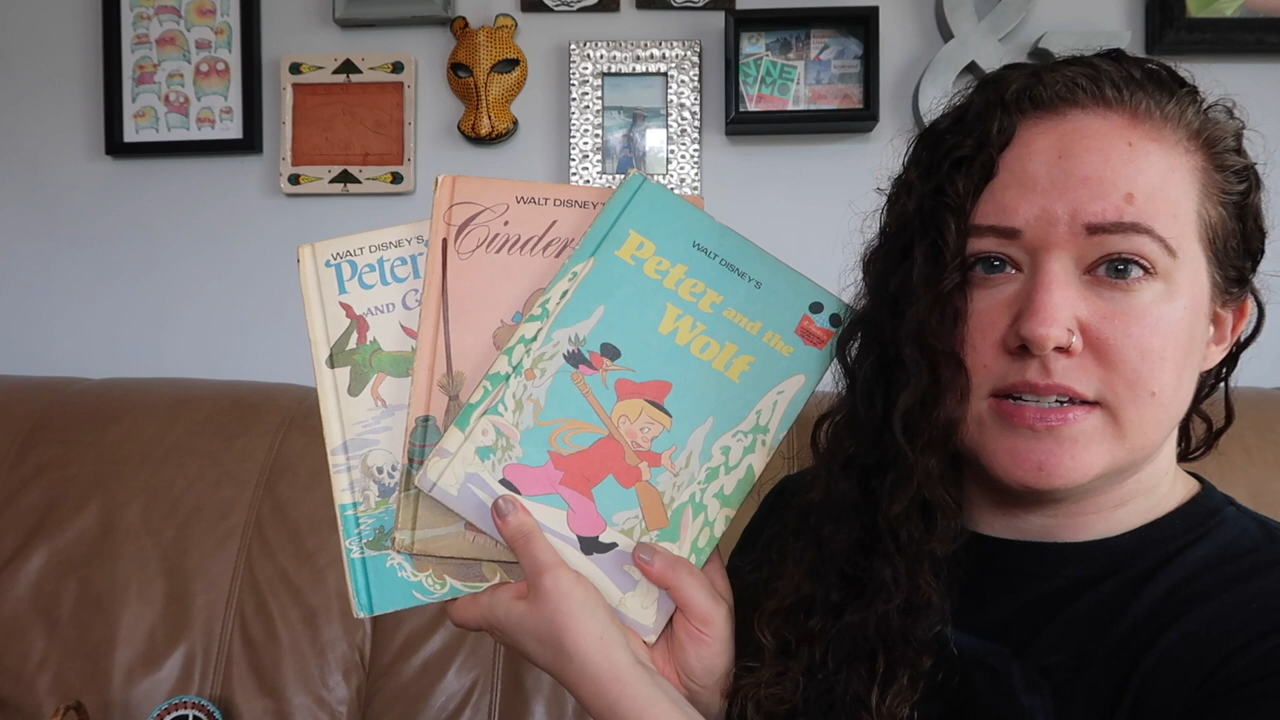 WALT DISNEY'S
Peter
AND
WALT DISNEY'S
Cinder
WALT DISNEY'S
Peter and the
Wolf